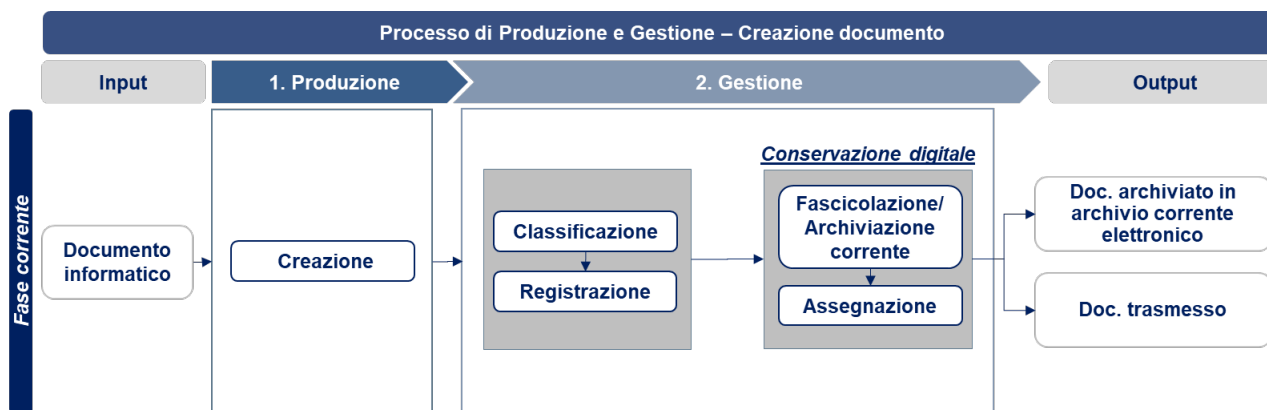 Processo di Produzione e Gestione – Creazione documento
Input
1. Produzione
2. Gestione
Output
Fase corrente
Documento
informatico
Creazione
Classificazione
Registrazione
Conservazione digitale
Fascicolazione/
Archiviazione
corrente
Assegnazione
Doc. archiviato in
archivio corrente
elettronico
Doc. trasmesso